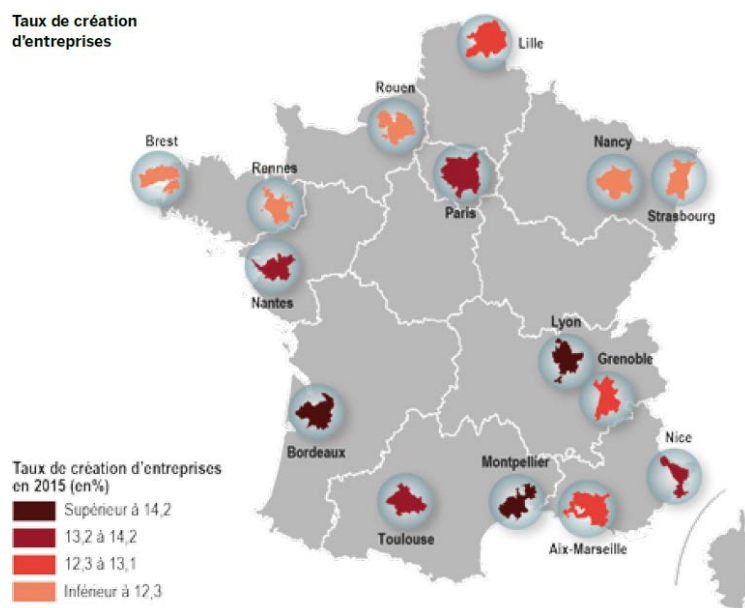 Taux de création
d'entreprises
Lille
Rouen
Brest
Rennes
Nancy
Paris
Strasbourg
Nantes
Lyon
Grenoble
Nice
Bordeaux
Montpellier
Toulouse
Aix-Marseille
Taux de création d'entreprises
en 2015 (en%)
Supérieur à 14,2
13,2 à 14,2
12,3 à 13,1
Inférieur à 12,3